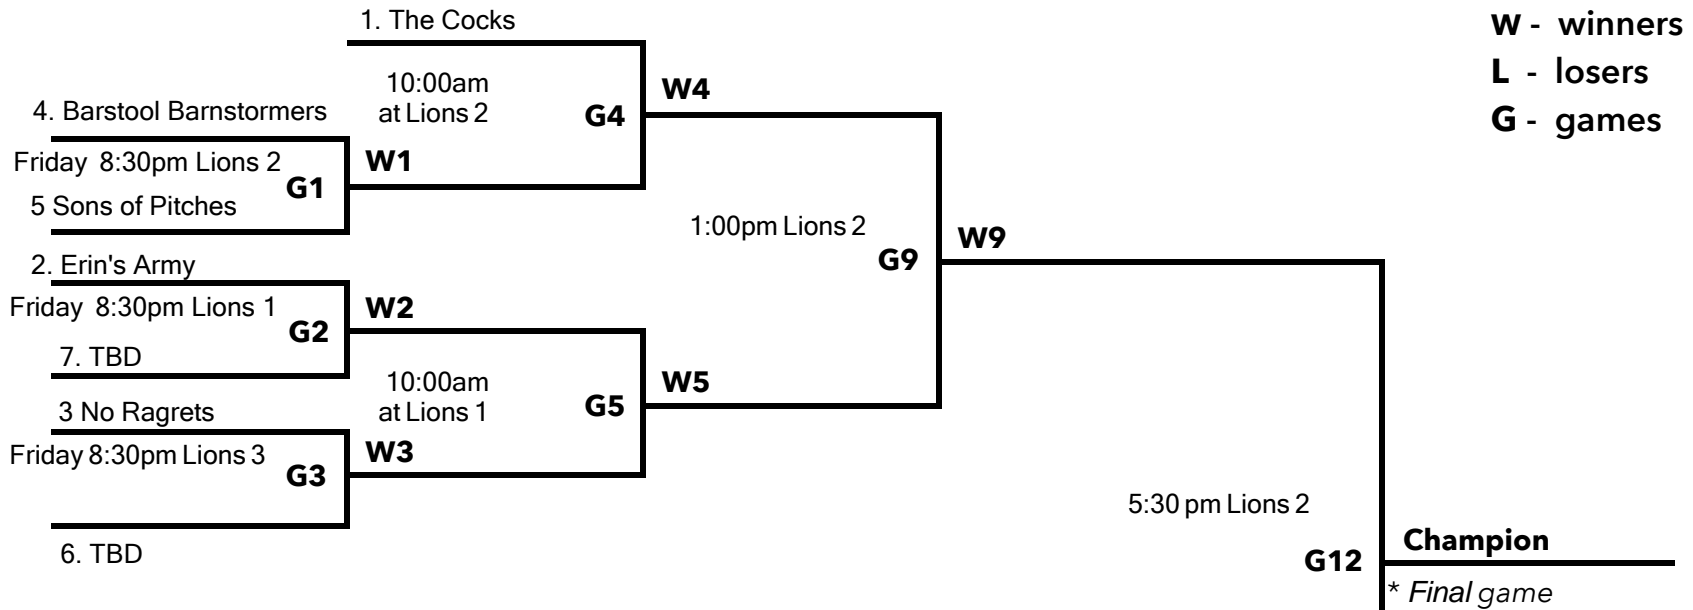 1. The Cocks
W - winners
L - losers
G - games
10:00am
at Lions 2
G4
W4
4. Barstool Barnstormers
Friday 8:30pm Lions 2
G1
W1
5 Sons of Pitches
1:00pm Lions 2
G9
W9
2. Erin's Army
Friday 8:30pm Lions 1
G2
W2
7. TBD
10:00am
at Lions 1
G5
W5
3 No Ragrets
Friday 8:30pm Lions 3
G3
W3
6. TBD
5:30 pm Lions 2
G12
Champion
* Final game